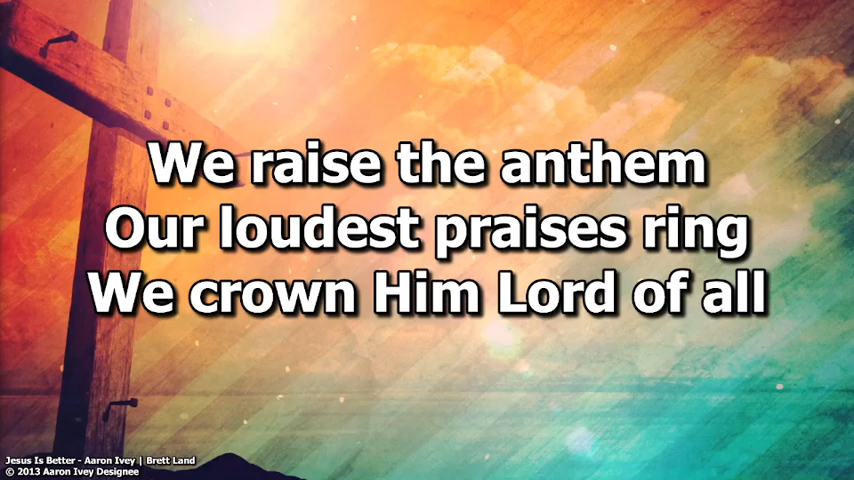 We raise the anthem
Our loudest praises ring
We crown Him Lord of all
Jesus Is Better - Aaron Ivey | Brett Land
© 2013 Aaron Ivey Designee